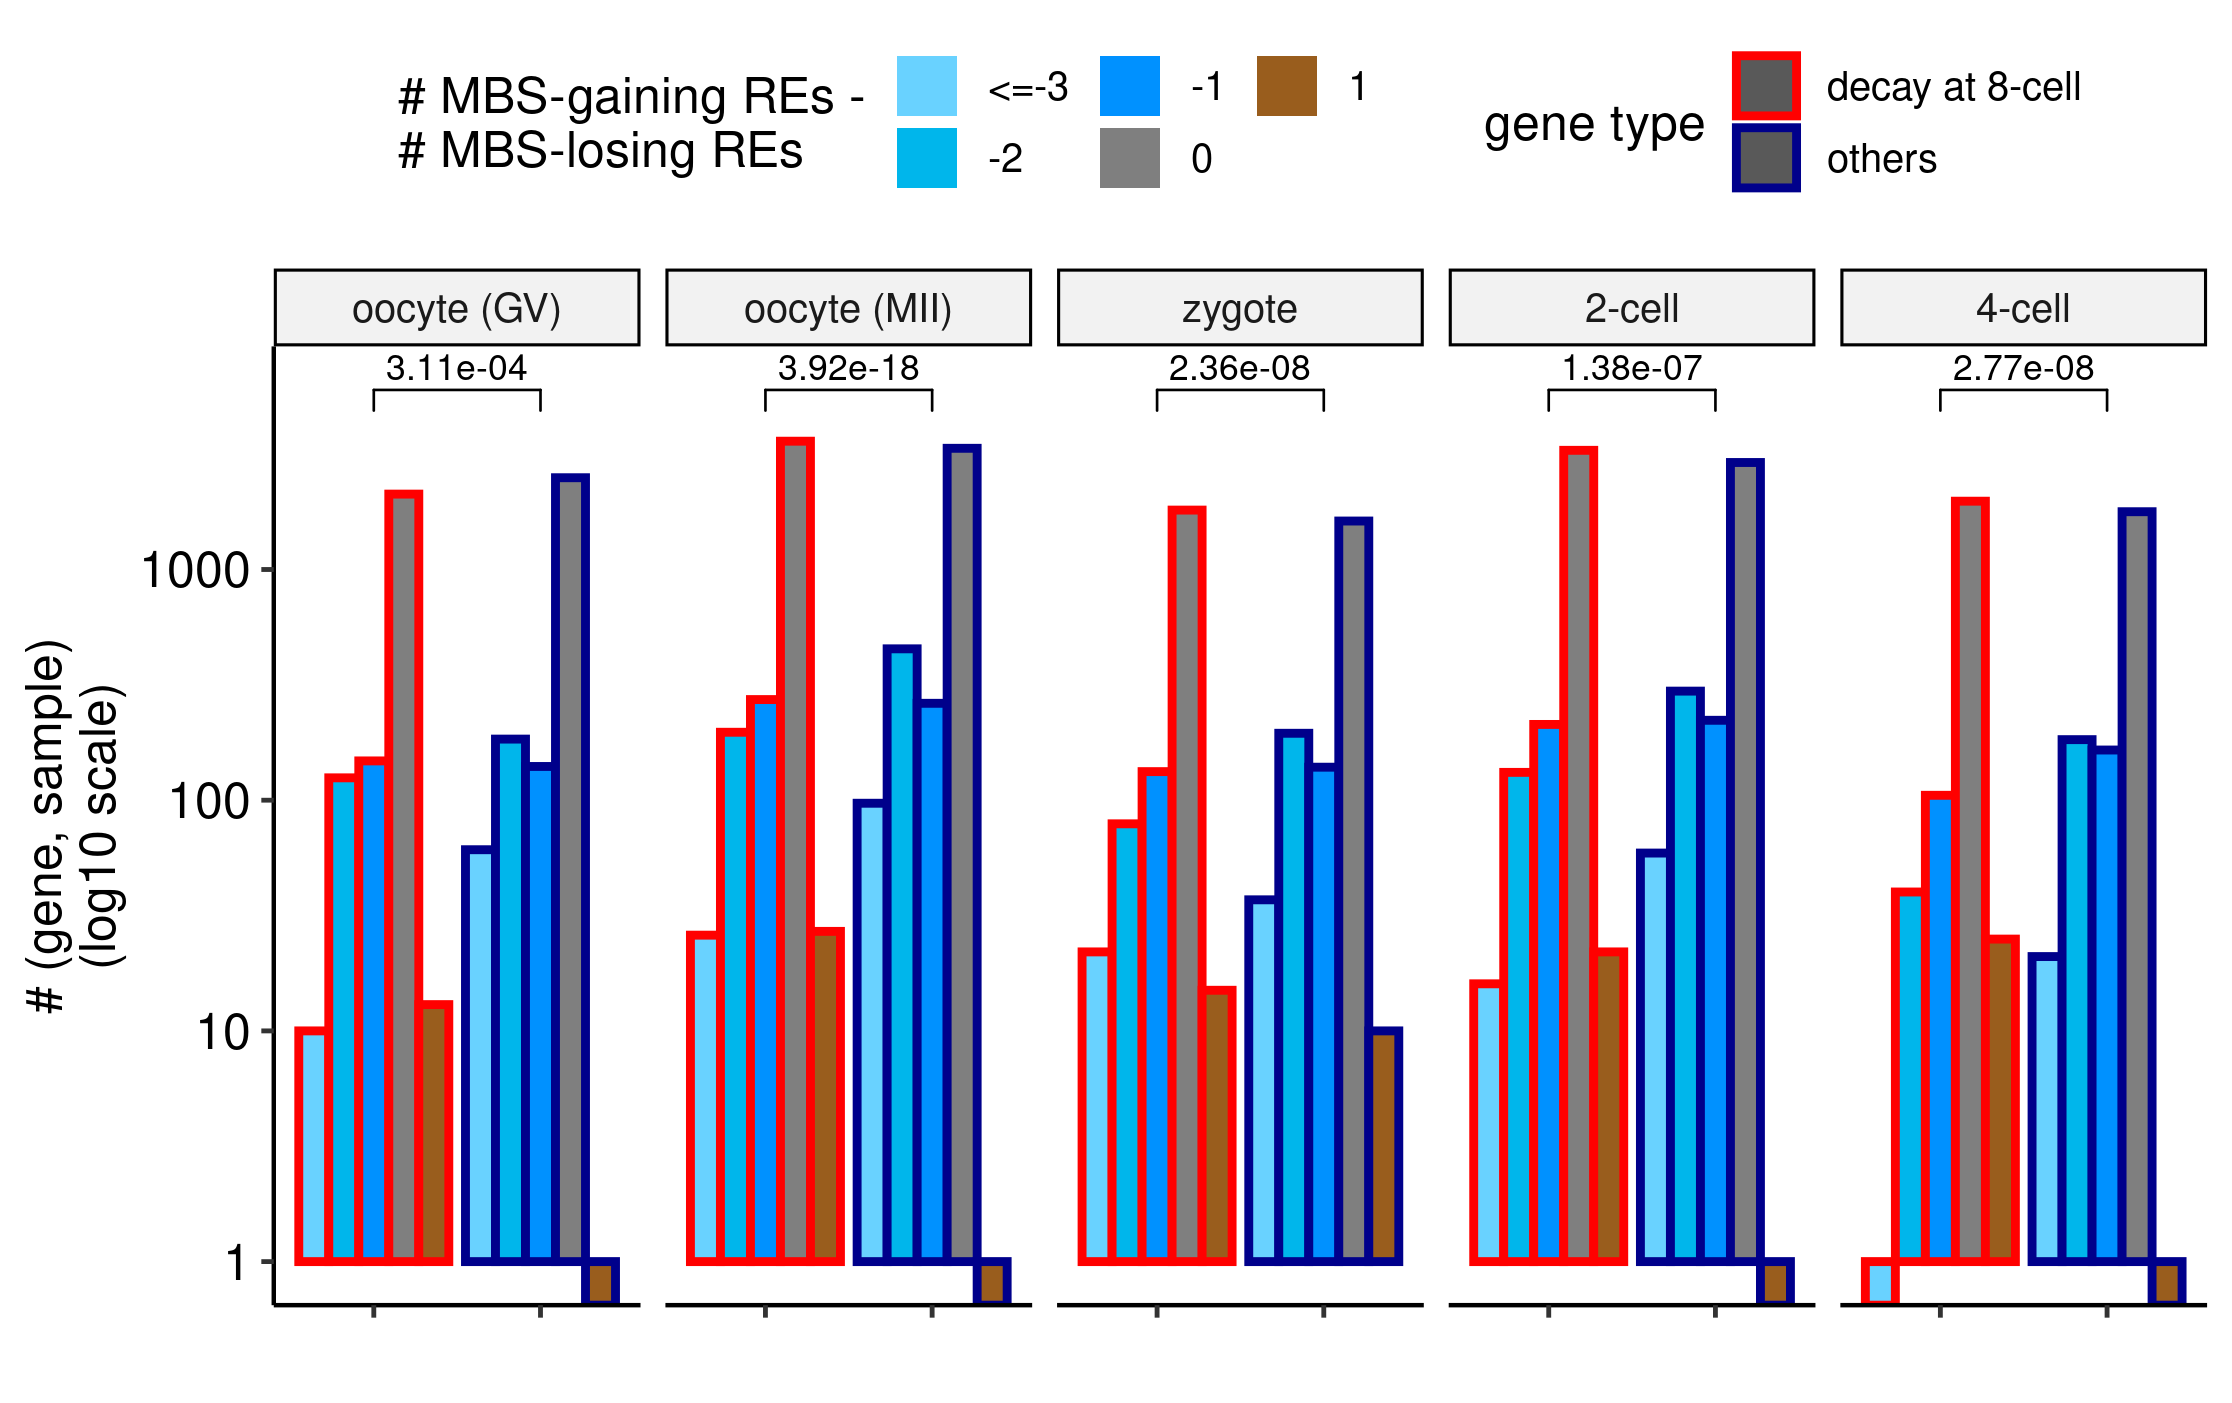 # MBS-gaining REs -
# MBS-losing REs
<=-3
-1
1
-2
0
gene type
decay at 8-cell
others
oocyte (GV)
oocyte (MII)
zygote
2-cell
4-cell
3.11e-04
3.92e-18
2.36e-08
1.38e-07
2.77e-08
# (gene, sample)
(log10 scale)
1000
100
10
1